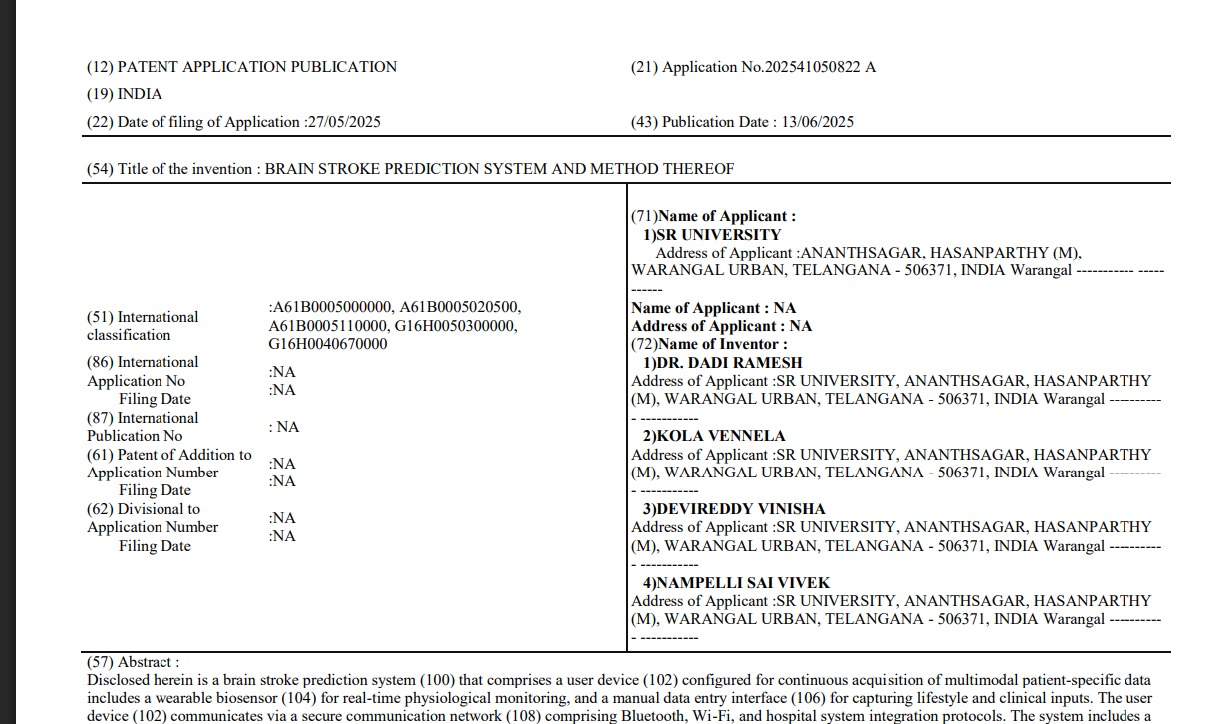 (12) PATENT APPLICATION PUBLICATION
(21) Application No.202541050822 A
(19) INDIA
(22) Date of filing of Application :27/05/2025
(43) Publication Date : 13/06/2025
(54) Title of the invention : BRAIN STROKE PREDICTION SYSTEM AND METHOD THEREOF
(51) International
classification
:A61B0005000000, A61B0005020500,
A61B0005110000, G16H0050300000,
G16H0040670000
(86) International
Application No
Filing Date
:NA
:NA
(87) International
Publication No
: NA
(61) Patent of Addition to
Application Number
Filing Date
:NA
:NA
(62) Divisional to
Application Number
Filing Date
:NA
:NA
(71)Name of Applicant :
1)SR UNIVERSITY
Address of Applicant :ANANTHSAGAR, HASANPARTHY (M),
WARANGAL URBAN, TELANGANA - 506371, INDIA Warangal ----------- -----
------
Name of Applicant : NA
Address of Applicant : NA
(72)Name of Inventor :
1)DR. DADI RAMESH
Address of Applicant :SR UNIVERSITY, ANANTHSAGAR, HASANPARTHY
(M), WARANGAL URBAN, TELANGANA - 506371, INDIA Warangal ----------
- -----------
2)KOLA VENNELA
Address of Applicant :SR UNIVERSITY, ANANTHSAGAR, HASANPARTHY
(M), WARANGAL URBAN, TELANGANA - 506371, INDIA Warangal ----------
- -----------
3)DEVIREDDY VINISHA
Address of Applicant :SR UNIVERSITY, ANANTHSAGAR, HASANPARTHY
(M), WARANGAL URBAN, TELANGANA - 506371, INDIA Warangal ----------
- -----------
4)NAMPELLI SAI VIVEK
Address of Applicant :SR UNIVERSITY, ANANTHSAGAR, HASANPARTHY
(M), WARANGAL URBAN, TELANGANA - 506371, INDIA Warangal ----------
- -----------
(57) Abstract :
Disclosed herein is a brain stroke prediction system (100) that comprises a user device (102) configured for continuous acquisition of multimodal patient-specific data
includes a wearable biosensor (104) for real-time physiological monitoring, and a manual data entry interface (106) for capturing lifestyle and clinical inputs. The user
device (102) communicates via a secure communication network (108) comprising Bluetooth, Wi-Fi, and hospital system integration protocols. The system includes a